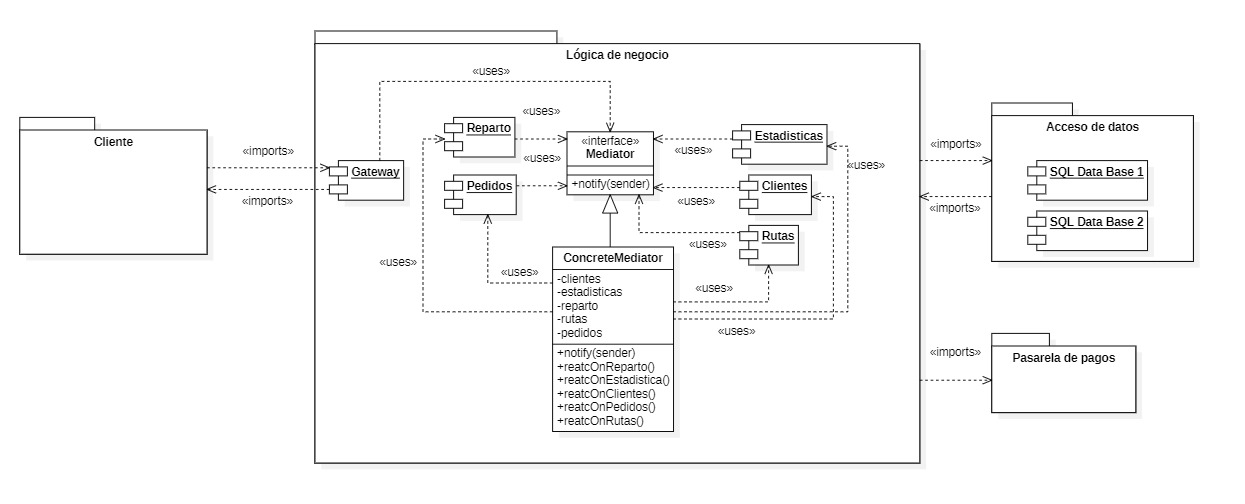 Lógica de negocio
«uses»
Cliente
«imports»
«imports»
Gateway
Reparto
«uses»
«uses»
Pedidos
«interface»
Mediator
+notify(sender)
Estadisticas
«uses»
«uses»
Clientes
«uses»
Rutas
«uses»
«uses»
«uses»
«uses»
«uses»
ConcreteMediator
-clientes
-estadisticas
-reparto
-rutas
-pedidos
+notify(sender)
+reatcOnReparto()
+reatcOnEstadistica()
+reatcOnClientes()
+reatcOnPedidos()
+reatcOnRutas()
«imports»
«imports»
Acceso de datos
SQL Data Base 1
SQL Data Base 2
«imports»
Pasarela de pagos